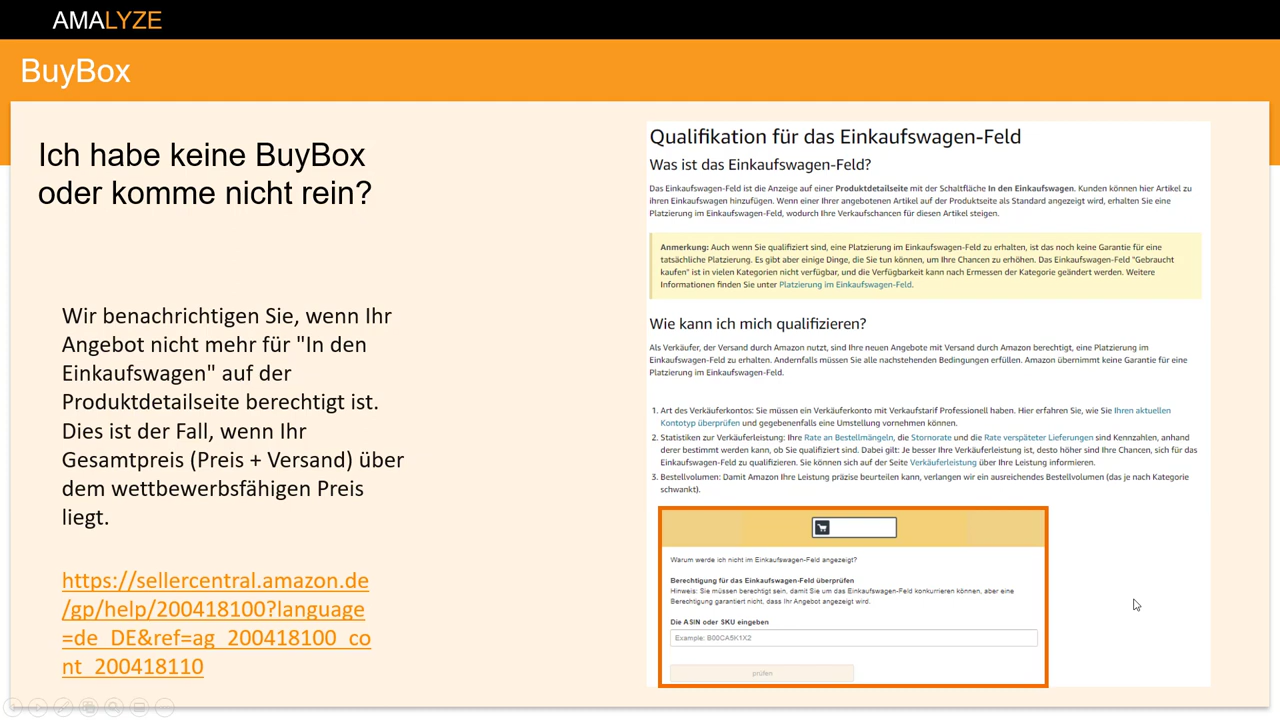 AMALYZE
BuyBox
Ich habe keine BuyBox
oder komme nicht rein?
Wir benachrichtigen Sie, wenn Ihr
Angebot nicht mehr für "In den
Einkaufswagen" auf der
Produktdetailseite berechtigt ist.
Dies ist der Fall, wenn Ihr
Gesamtpreis (Preis + Versand) über
dem wettbewerbsfähigen Preis
liegt.
https://sellercentral.amazon.de
/gp/help/200418100?language
=de_DE&ref=ag_200418100_co
nt_200418110
Qualifikation für das Einkaufswagen-Feld
Was ist das Einkaufswagen-Feld?
Das Einkaufswagen-Feld ist die Anzeige auf einer Produktdetailseite mit der Schaltfläche In den Einkaufswagen. Kunden können hier Artikel zu
ihren Einkaufswagen hinzufügen. Wenn einer Ihrer angebotenen Artikel auf der Produktseite als Standard angezeigt wird, erhalten Sie eine
Platzierung im Einkaufswagen-Feld, wodurch Ihre Verkaufschancen für diesen Artikel steigen.
Anmerkung: Auch wenn Sie qualifiziert sind, eine Platzierung im Einkaufswagen-Feld zu erhalten, ist das noch keine Garantie für eine
tatsächliche Platzierung. Es gibt aber einige Dinge, die Sie tun können, um Ihre Chancen zu erhöhen. Das Einkaufswagen-Feld "Gebraucht
kaufen" ist in vielen Kategorien nicht verfügbar, und die Verfügbarkeit kann nach Ermessen der Kategorie geändert werden. Weitere
Informationen finden Sie unter Platzierung im Einkaufswagen-Feld.
Wie kann ich mich qualifizieren?
Als Verkäufer, der Versand durch Amazon nutzt, sind Ihre neuen Angebote mit Versand durch Amazon berechtigt, eine Platzierung im
Einkaufswagen-Feld zu erhalten. Andernfalls müssen Sie alle nachstehenden Bedingungen erfüllen. Amazon übernimmt keine Garantie für eine
Platzierung im Einkaufswagen-Feld.
1. Art des Verkäuferkontos: Sie müssen ein Verkäuferkonto mit Verkaufstarif Professionell haben. Hier erfahren Sie, wie Sie Ihren aktuellen
Kontotyp überprüfen und gegebenenfalls eine Umstellung vornehmen können.
2. Statistiken zur Verkäuferleistung: Ihre Rate an Bestellmängeln, die Stornorate und die Rate verspäteter Lieferungen sind Kennzahlen, anhand
derer bestimmt werden kann, ob Sie qualifiziert sind. Dabei gilt: Je besser Ihre Verkäuferleistung ist, desto höher sind Ihre Chancen, sich für das
Einkaufswagen-Feld zu qualifizieren. Sie können sich auf der Seite Verkäuferleistung über Ihre Leistung informieren.
3. Bestellvolumen: Damit Amazon Ihre Leistung präzise beurteilen kann, verlangen wir ein ausreichendes Bestellvolumen (das je nach Kategorie
schwankt).
Warum werde ich nicht im Einkaufswagen-Feld angezeigt?
Berechtigung für das Einkaufswagen-Feld überprüfen
Hinweis: Sie müssen berechtigt sein, damit Sie um das Einkaufswagen-Feld konkurrieren können, aber eine
Berechtigung garantiert nicht, dass Ihr Angebot angezeigt wird.
Die ASIN oder SKU eingeben
Example: B00CA5K1X2
prüfen